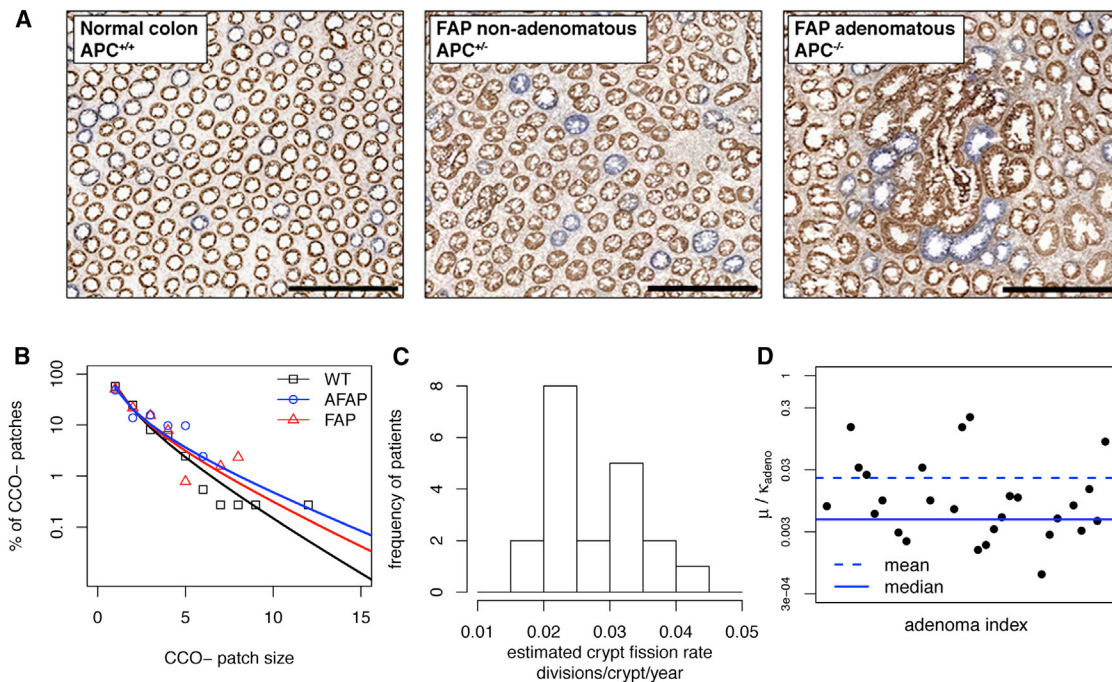 A
Normal colon
APC+/+
FAP non-adenomatous
APC+/-
FAP adenomatous
APC-/-
B
% of CCO− patches
100
10
1
0.1
WT
AFAP
FAP
0 5 10 15
CCO− patch size
C
frequency of patients
8
6
4
2
0
0.01 0.02 0.03 0.04 0.05
estimated crypt fission rate
divisions/crypt/year
D
μ / κadeno
1
0.3
0.03
0.003
3e−04
mean
median
adenoma index